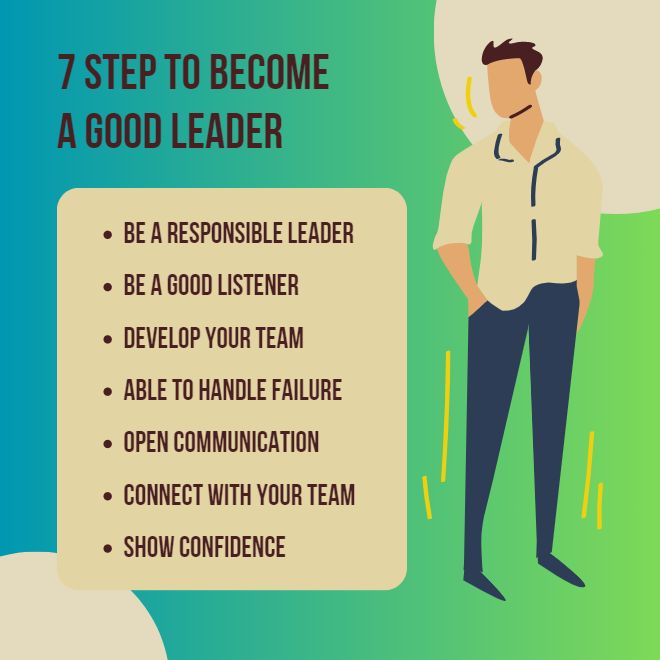 7 STEP TO BECOME
A GOOD LEADER
• BE A RESPONSIBLE LEADER
• BE A GOOD LISTENER
• DEVELOP YOUR TEAM
• ABLE TO HANDLE FAILURE
• OPEN COMMUNICATION
• CONNECT WITH YOUR TEAM
• SHOW CONFIDENCE